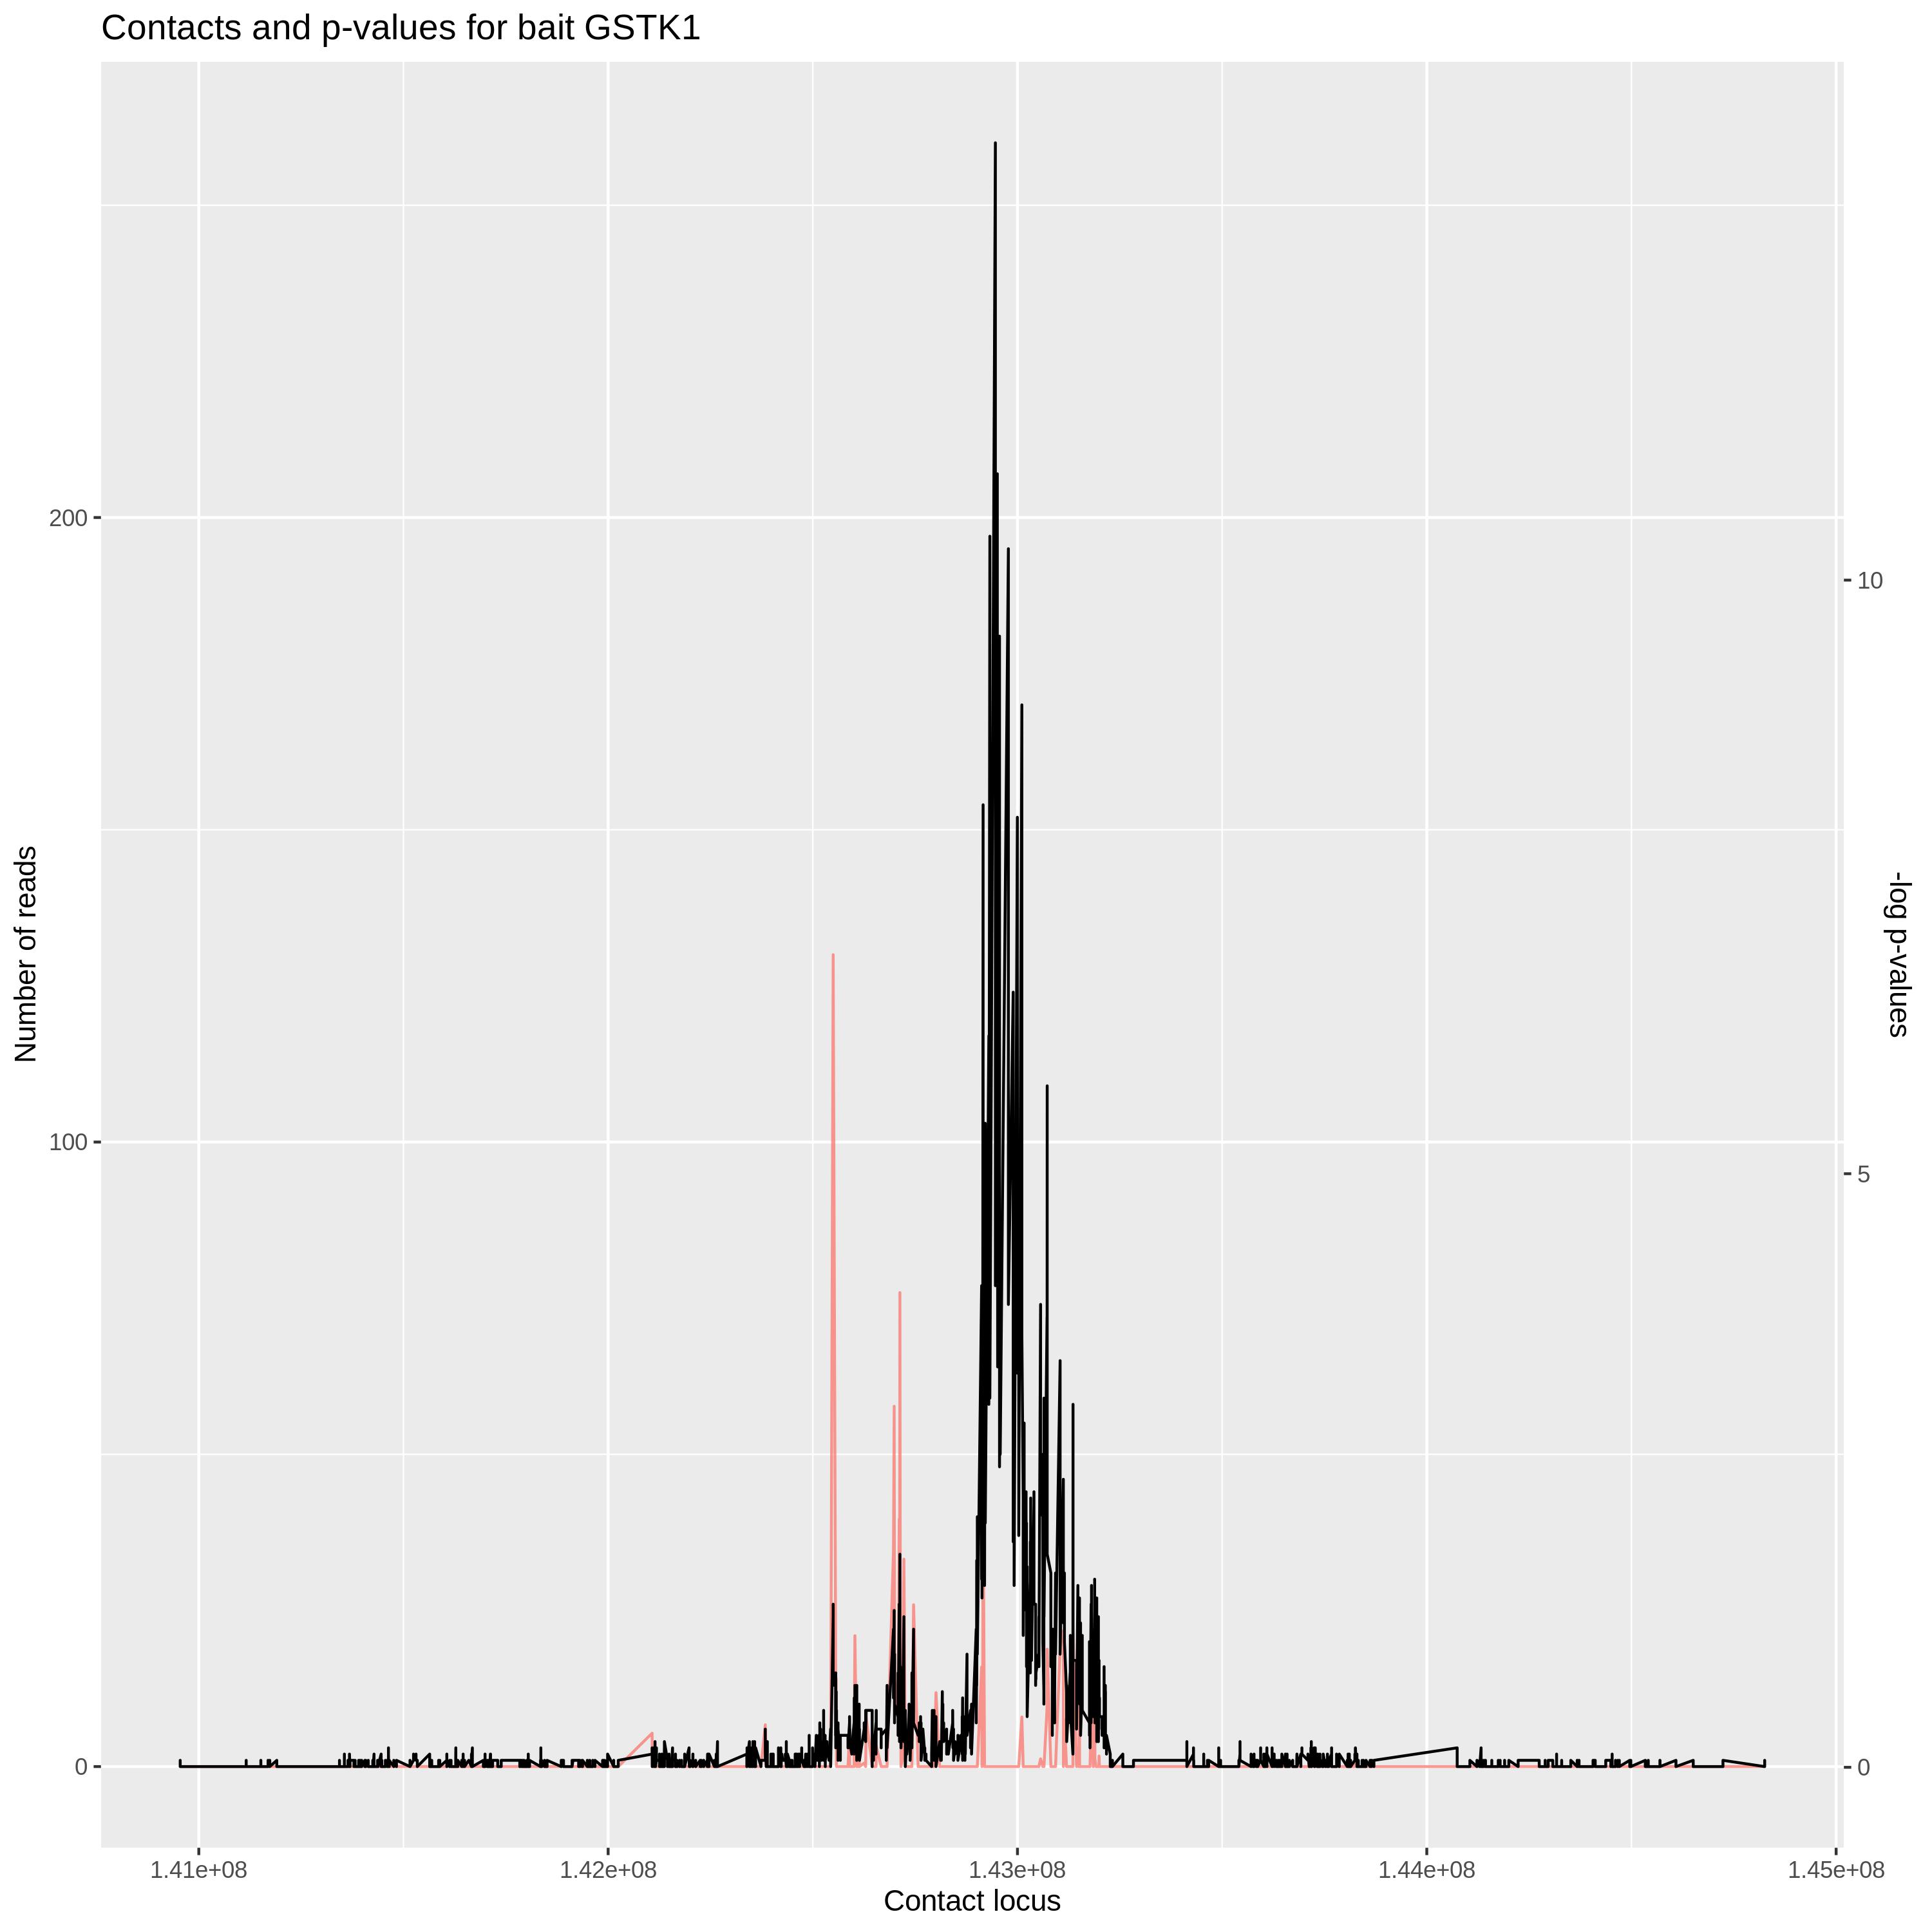 Contacts and p-values for bait GSTK1
Number of reads
200
100
0
10
5
0
-log p-values
1.41e+08 1.42e+08 1.43e+08 1.44e+08 1.45e+08
Contact locus